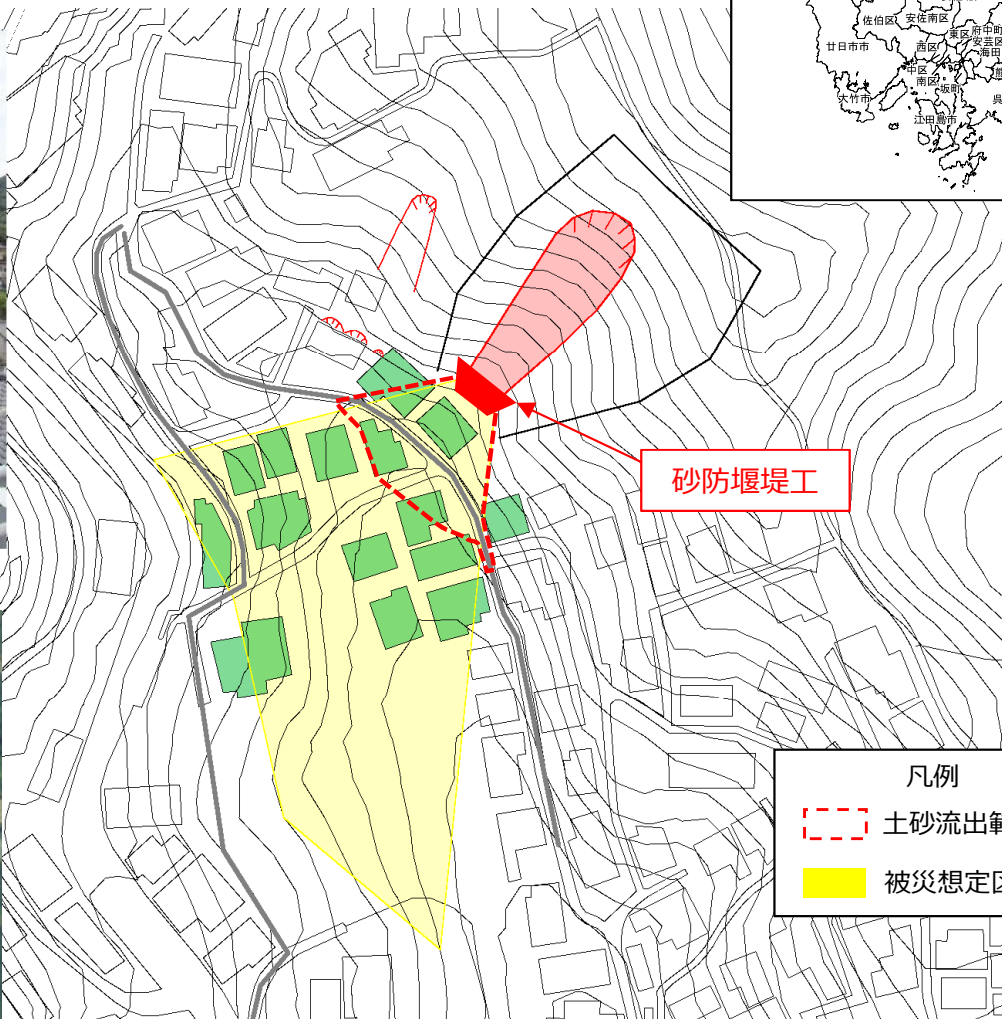 佐伯区
安佐南区
東区
府中町
安芸区
海田
廿日市市
西区
中区
南区
坂町
熊
大竹市
呉
江田島市
砂防堰堤工
凡例
土砂流出範
被災想定区